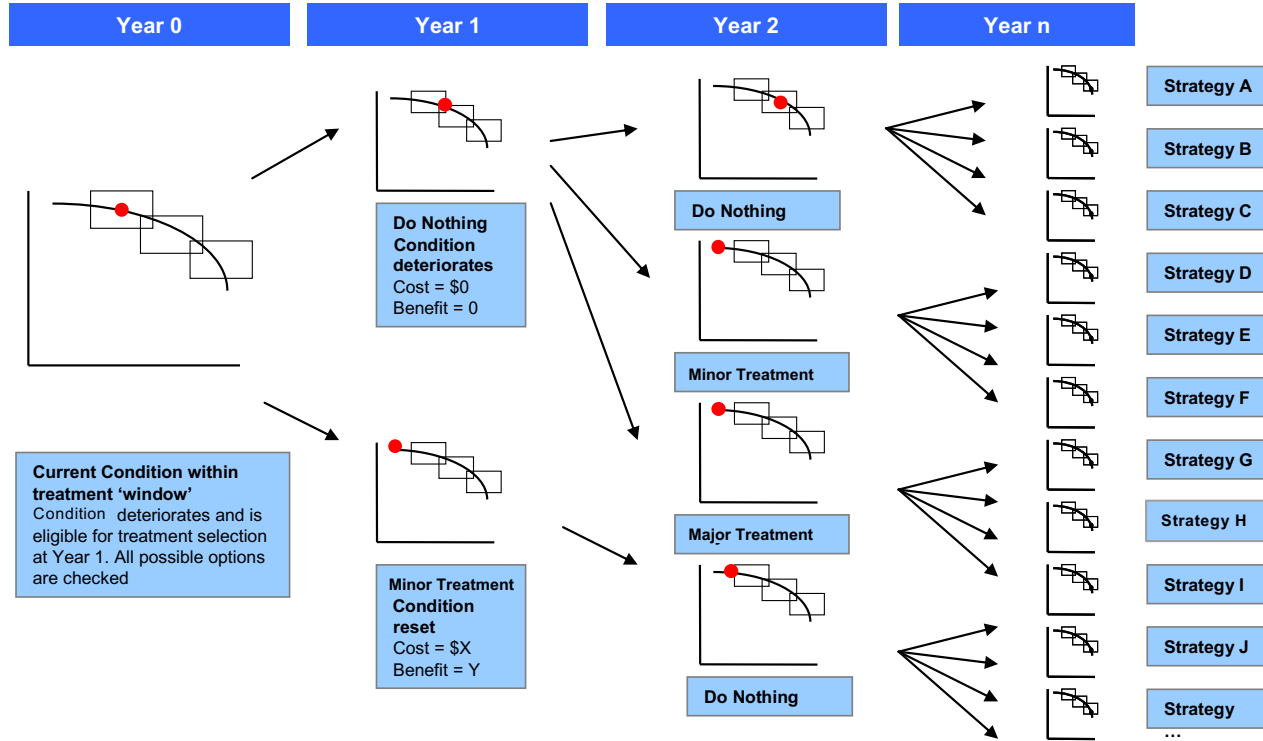 Year 0
Year 1
Year 2
Year n
Current Condition within
treatment ‘window’
Condition deteriorates and is
eligible for treatment selection
at Year 1. All possible options
are checked
Do Nothing
Condition
deteriorates
Cost = $0
Benefit = 0
Minor Treatment
Condition
reset
Cost = $X
Benefit = Y
Do Nothing
Minor Treatment
Major Treatment
Do Nothing
Strategy A
Strategy B
Strategy C
Strategy D
Strategy E
Strategy F
Strategy G
Strategy H
Strategy I
Strategy J
Strategy
...